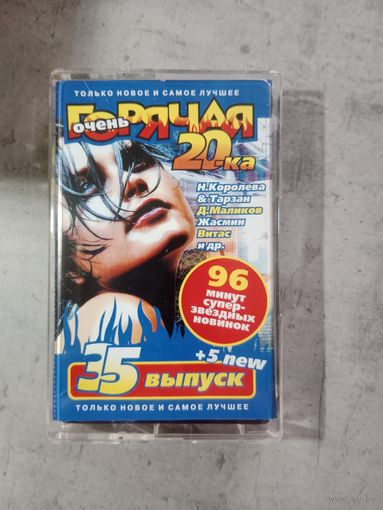 ТОЛЬКО НОВОЕ И САМОЕ ЛУЧШЕЕ
очень
ГОРЯЧАЯ
20-ка
Н.Королева
& Тарзан
Д.Маликов
Жасмин
Витас
и др.
96
минут
супер-
звёздных
новинок
+5 new
35 выпуск
ТОЛЬКО НОВОЕ И САМОЕ ЛУЧШЕЕ